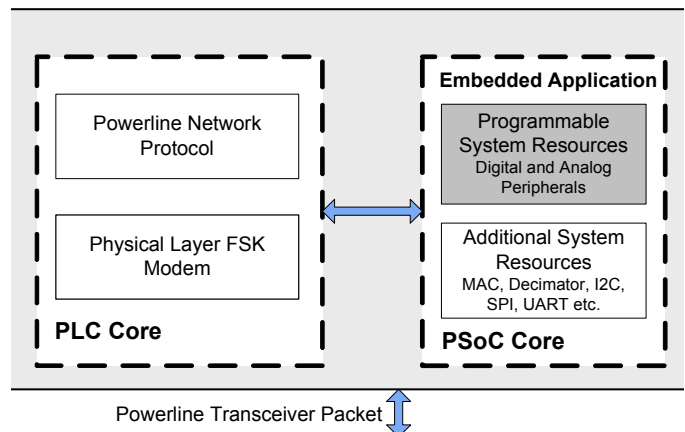 Powerline Network
Protocol
Physical Layer FSK
Modem
PLC Core
Embedded Application
Programmable
System Resources
Digital and Analog
Peripherals
Additional System
Resources
MAC, Decimator, I2C,
SPI, UART etc.
PSoC Core
Powerline Transceiver Packet